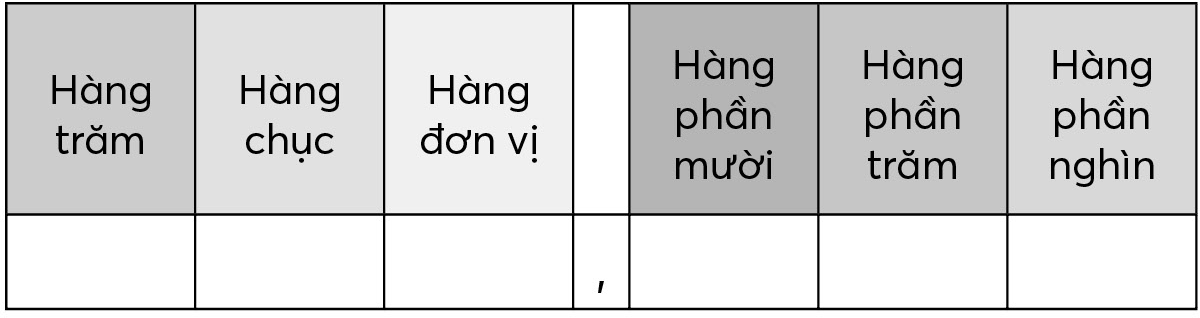 Hàng
trăm
Hàng
chục
Hàng
đơn vị
Hàng
phần
mười
Hàng
phần
trăm
Hàng
phần
nghìn
,